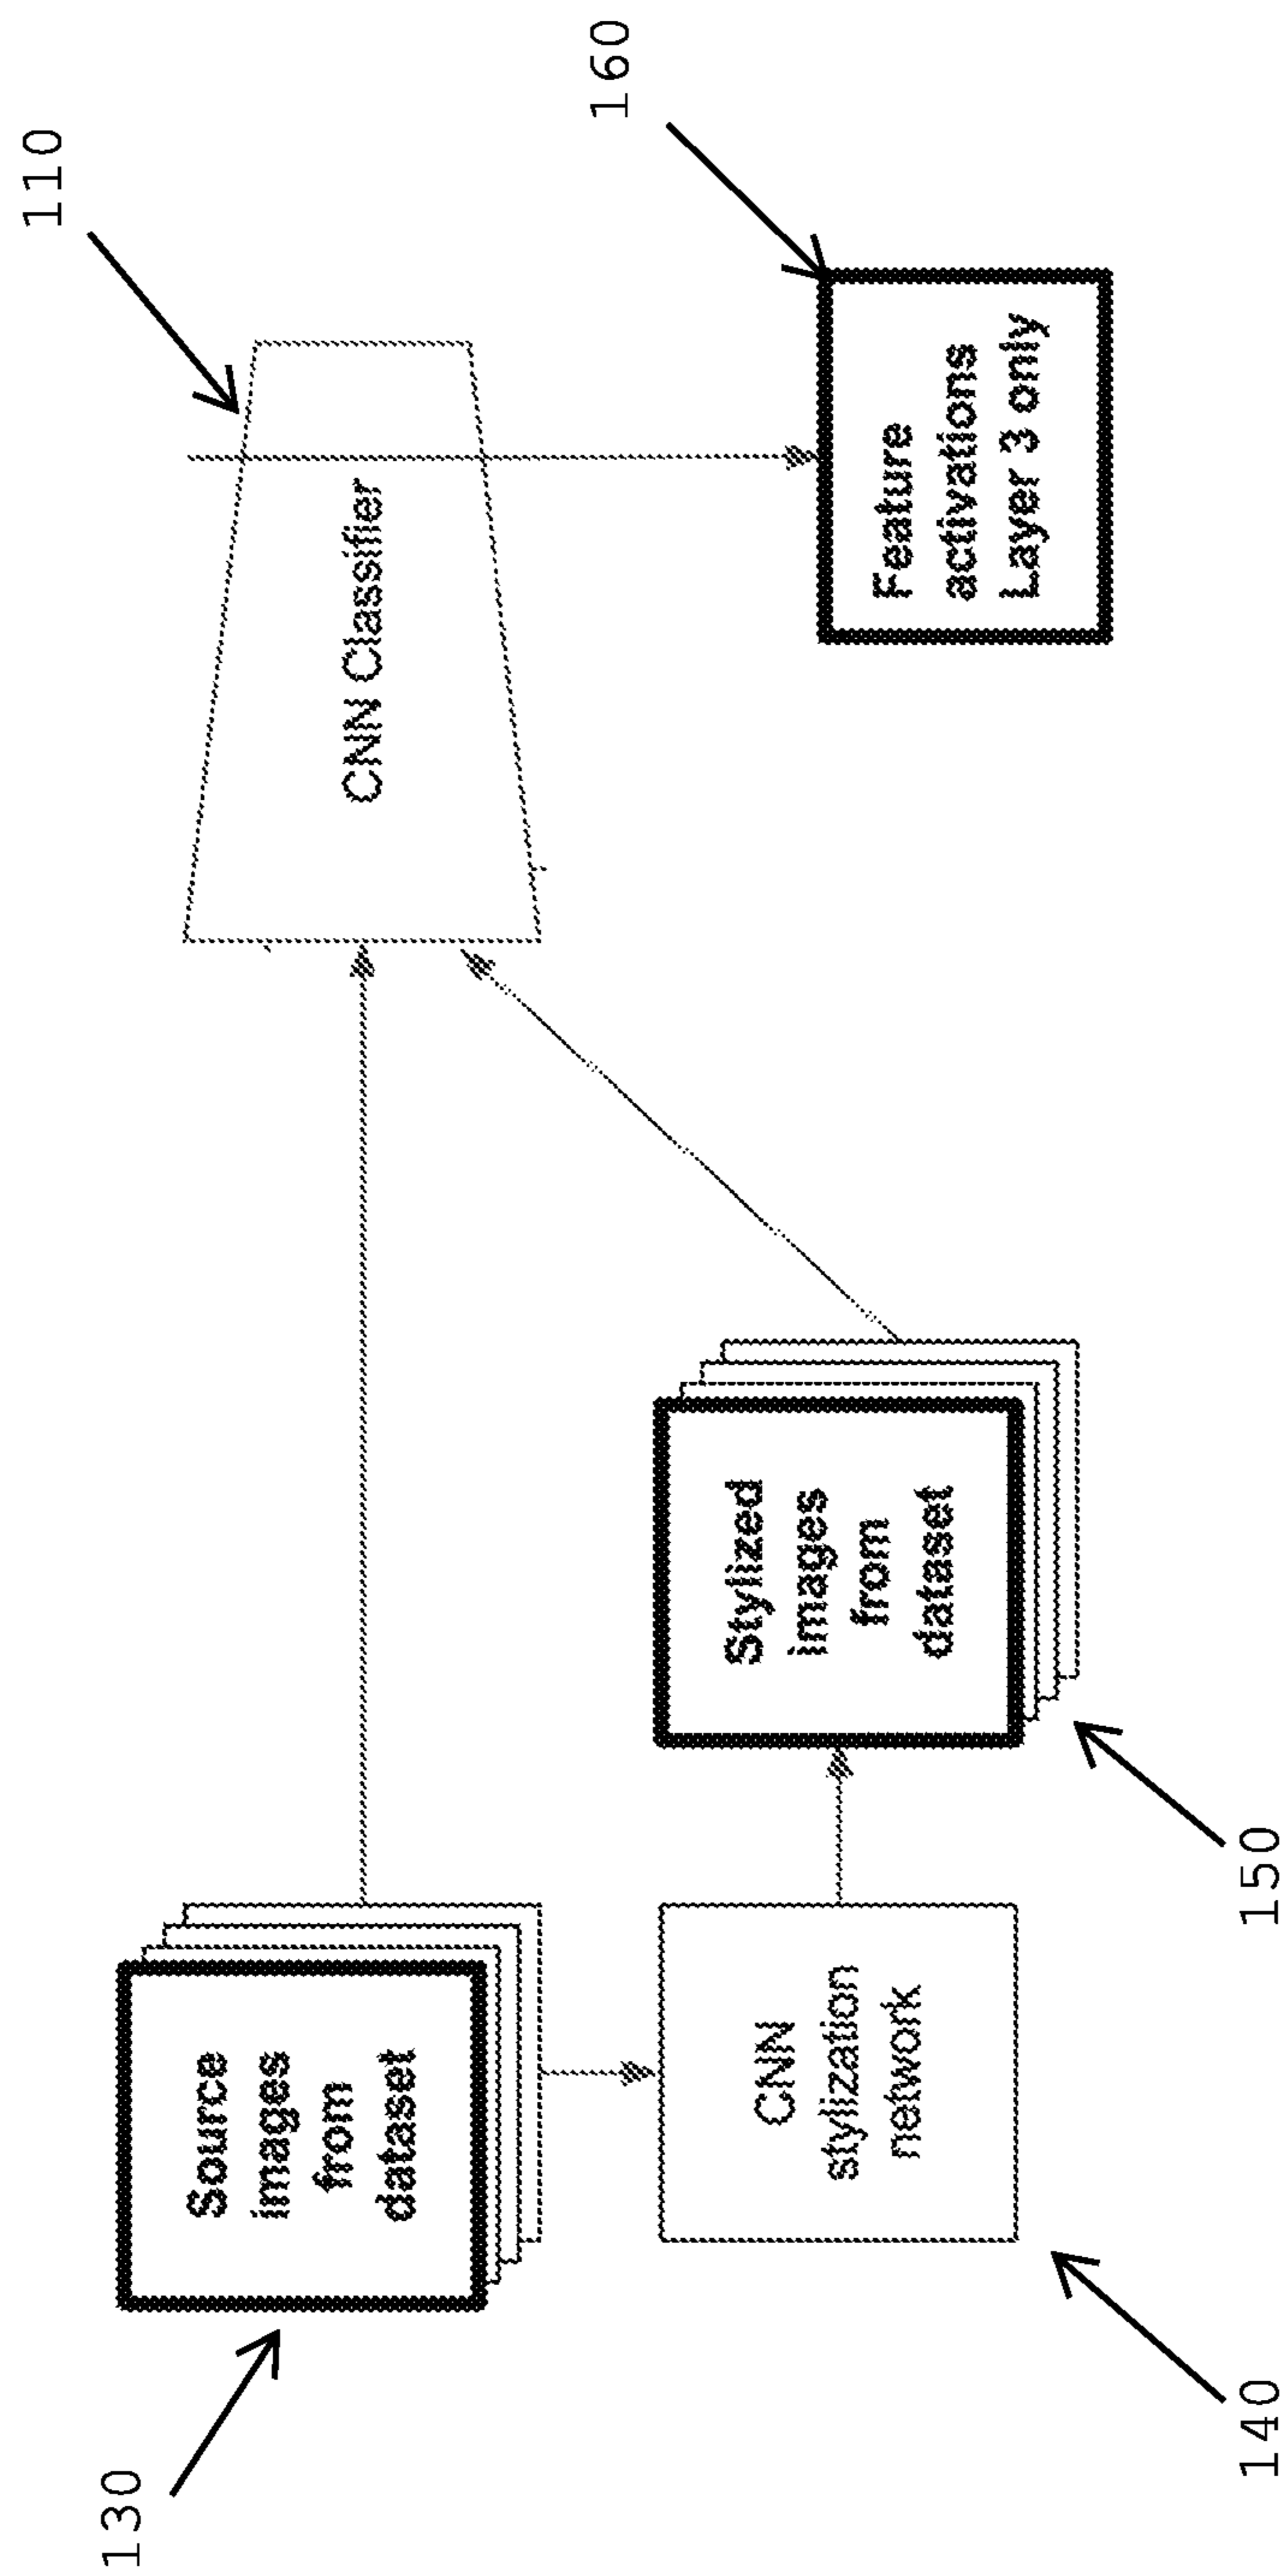 130
Source
images
from
dataset
110
CNN Classifier
160
Feature
activations
Layer 3 only
140
CNN
stylization
network
150
Stylized
images
from
dataset